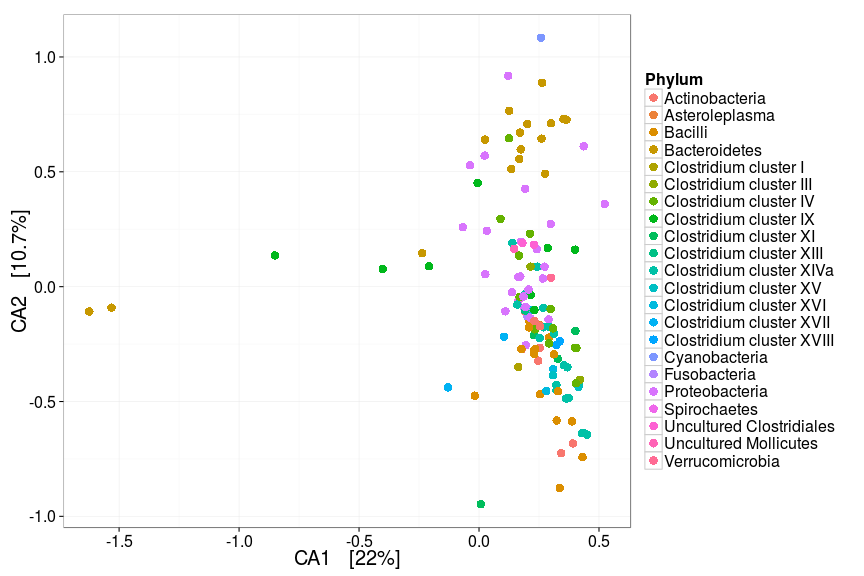 1.0
0.5
0.0
-0.5
-1.0
CA2 [10.7%]
-1.5
-1.0
-0.5
0.0
0.5
CA1 [22%]
Phylum
Actinobacteria
Asteroleplasma
Bacilli
Bacteroidetes
Clostridium cluster I
Clostridium cluster III
Clostridium cluster IV
Clostridium cluster IX
Clostridium cluster XI
Clostridium cluster XIII
Clostridium cluster XIVa
Clostridium cluster XV
Clostridium cluster XVI
Clostridium cluster XVII
Clostridium cluster XVIII
Cyanobacteria
Fusobacteria
Proteobacteria
Spirochaetes
Uncultured Clostridiales
Uncultured Mollicutes
Verrucomicrobia